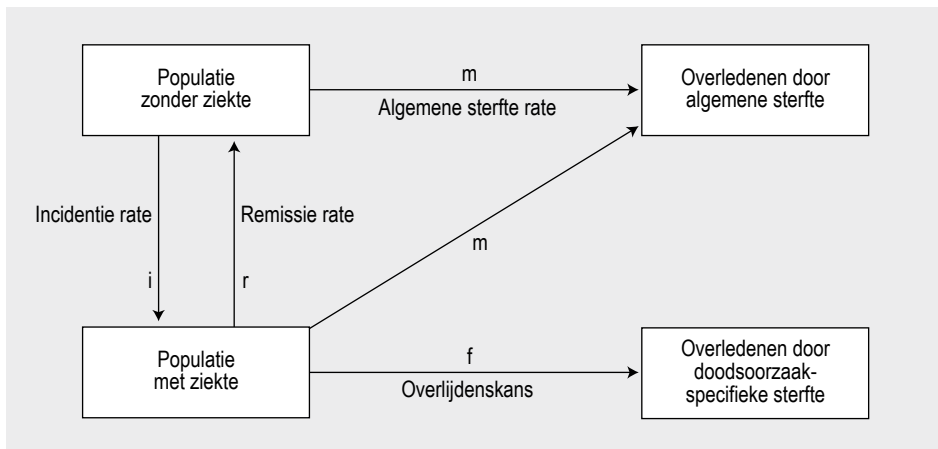 Populatie
zonder ziekte
m
Algemene sterfte rate
Overledenen door
algemene sterfte
Incidentie rate
Remissie rate
i
r
m
Populatie
met ziekte
f
Overlijdenskans
Overledenen door
doodsoorzaak-
specifieke sterfte